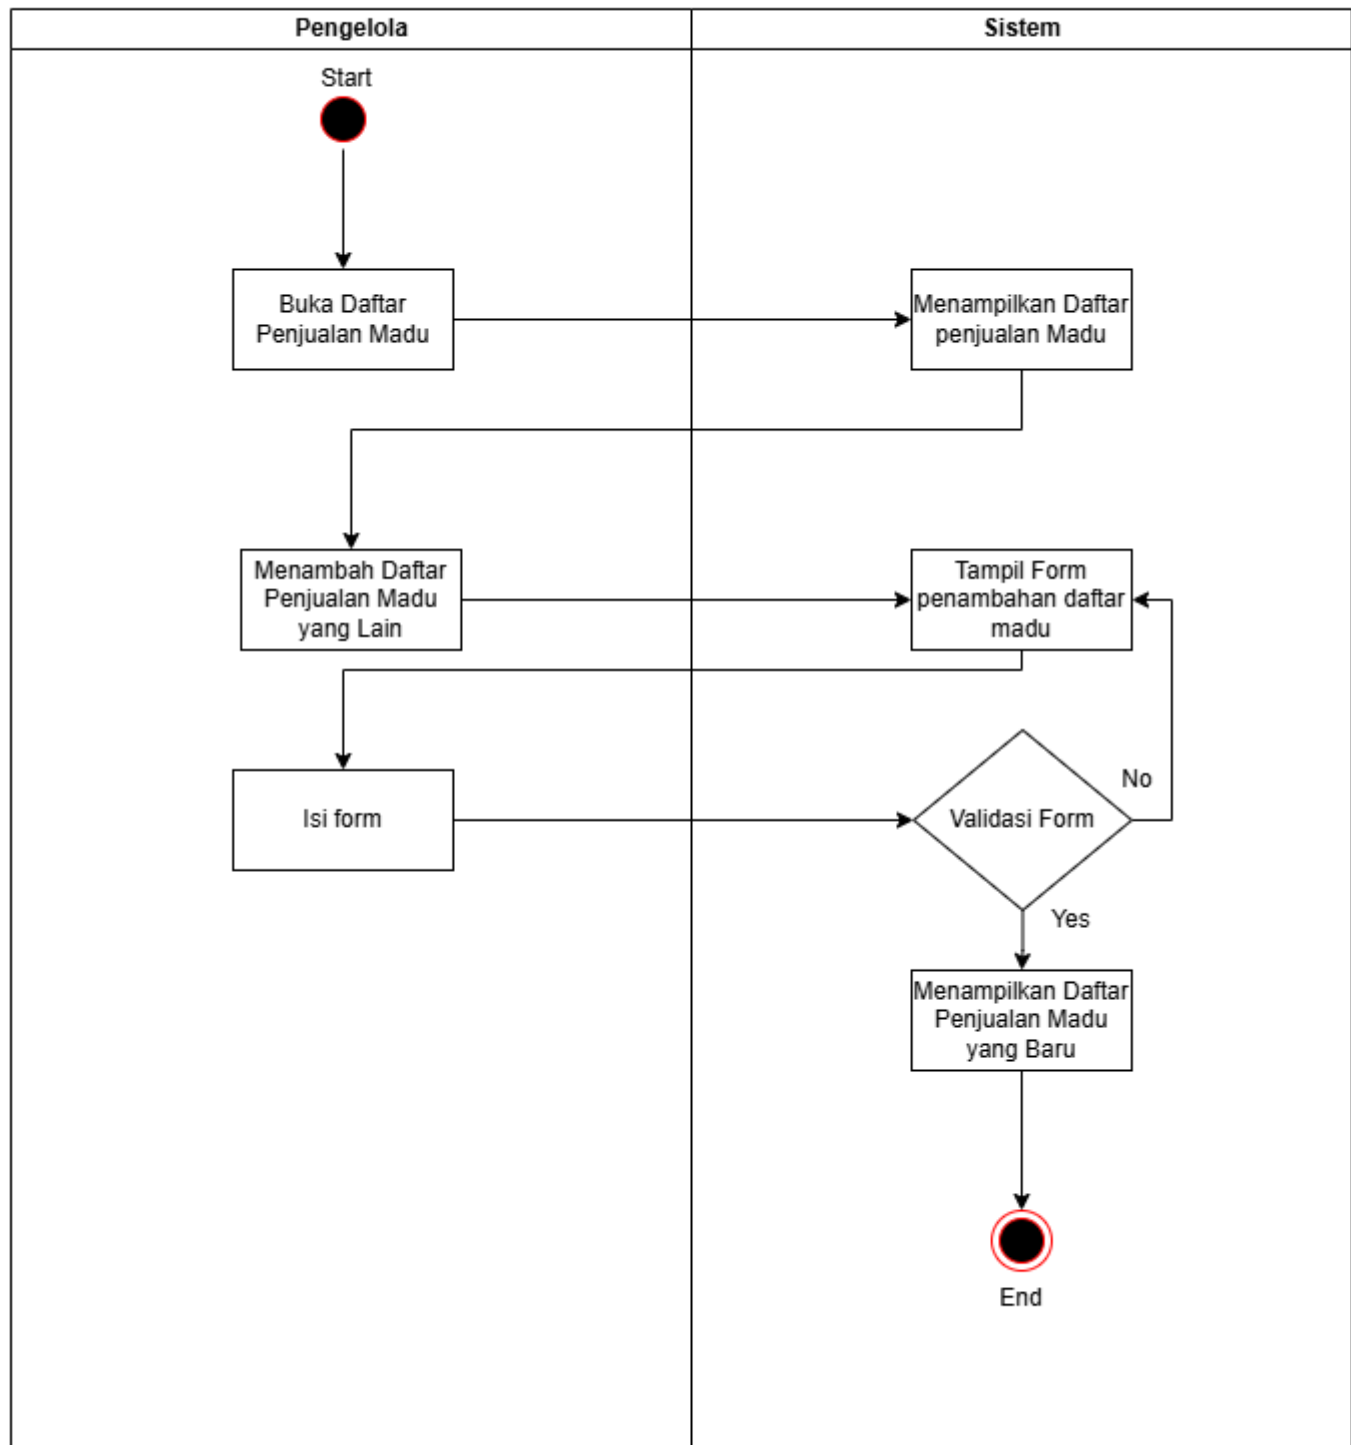 Pengelola
Sistem
Start
Buka Daftar
Penjualan Madu
Menampilkan Daftar
penjualan Madu
Menambah Daftar
Penjualan Madu
yang Lain
Tampil Form
penambahan daftar
madu
Isi form
Validasi Form
No
Yes
Menampilkan Daftar
Penjualan Madu
yang Baru
End